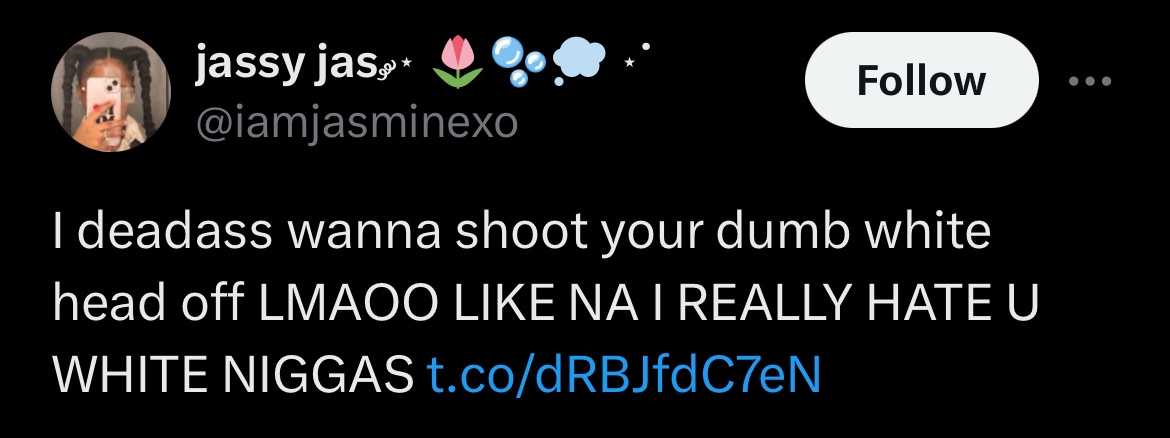 jassy jas೨⋆ 🌷🫧💭 ⋆˙
Follow
@iamjasminexo
I deadass wanna shoot your dumb white
head off LMAOO LIKE NA I REALLY HATE U
WHITE NIGGAS t.co/dRBJfdC7eN